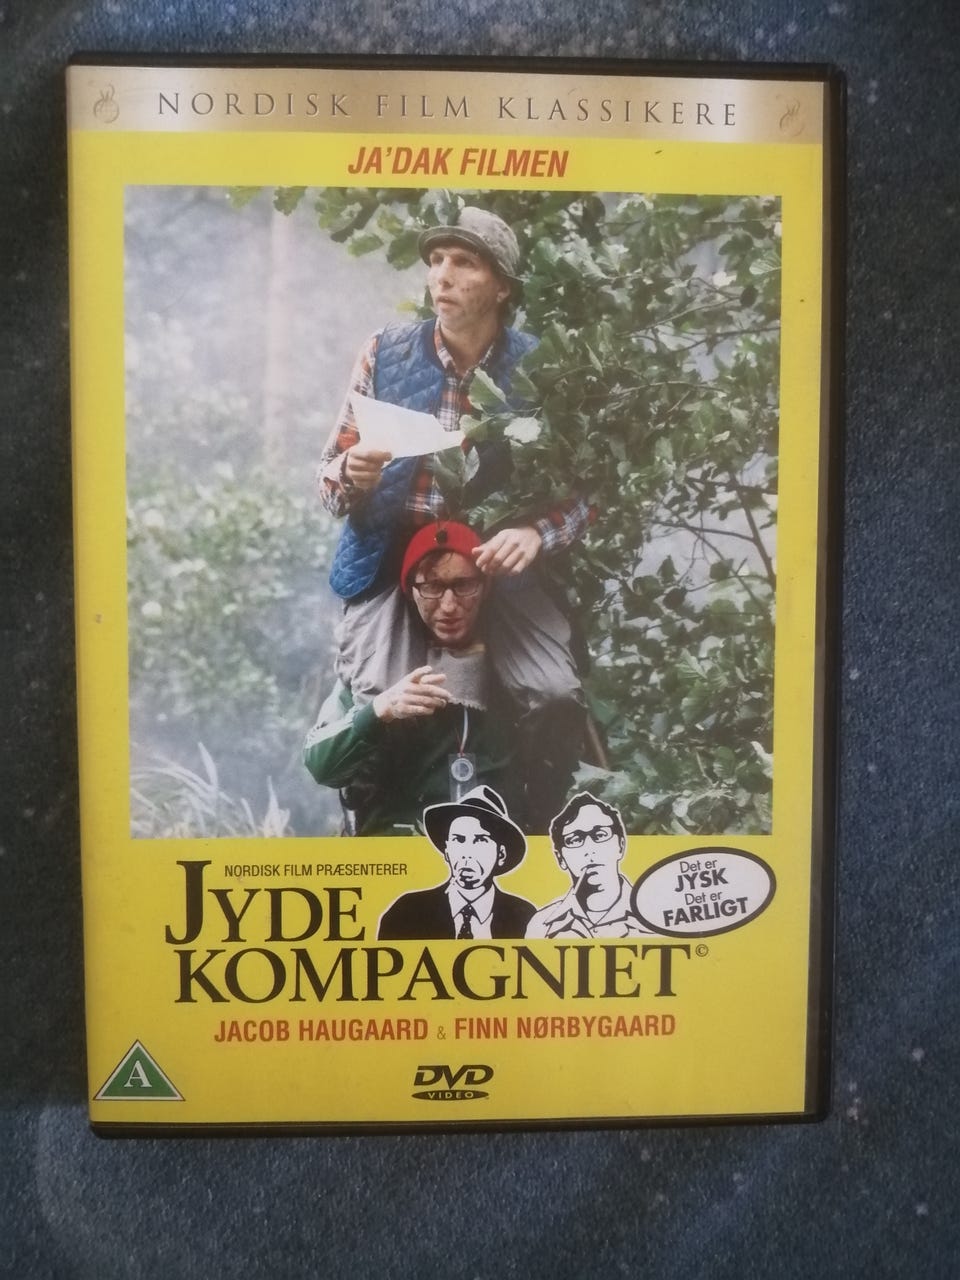 NORDISK FILM KLASSIKERE
JA'DAK FILMEN
NORDISK FILM PRÆSENTERER
JYDE
KOMPAGNIET©
Det er
JYSK
Det er
FARLIGT
JACOB HAUGAARD & FINN NØRBYGAARD
A
DVD
VIDEO